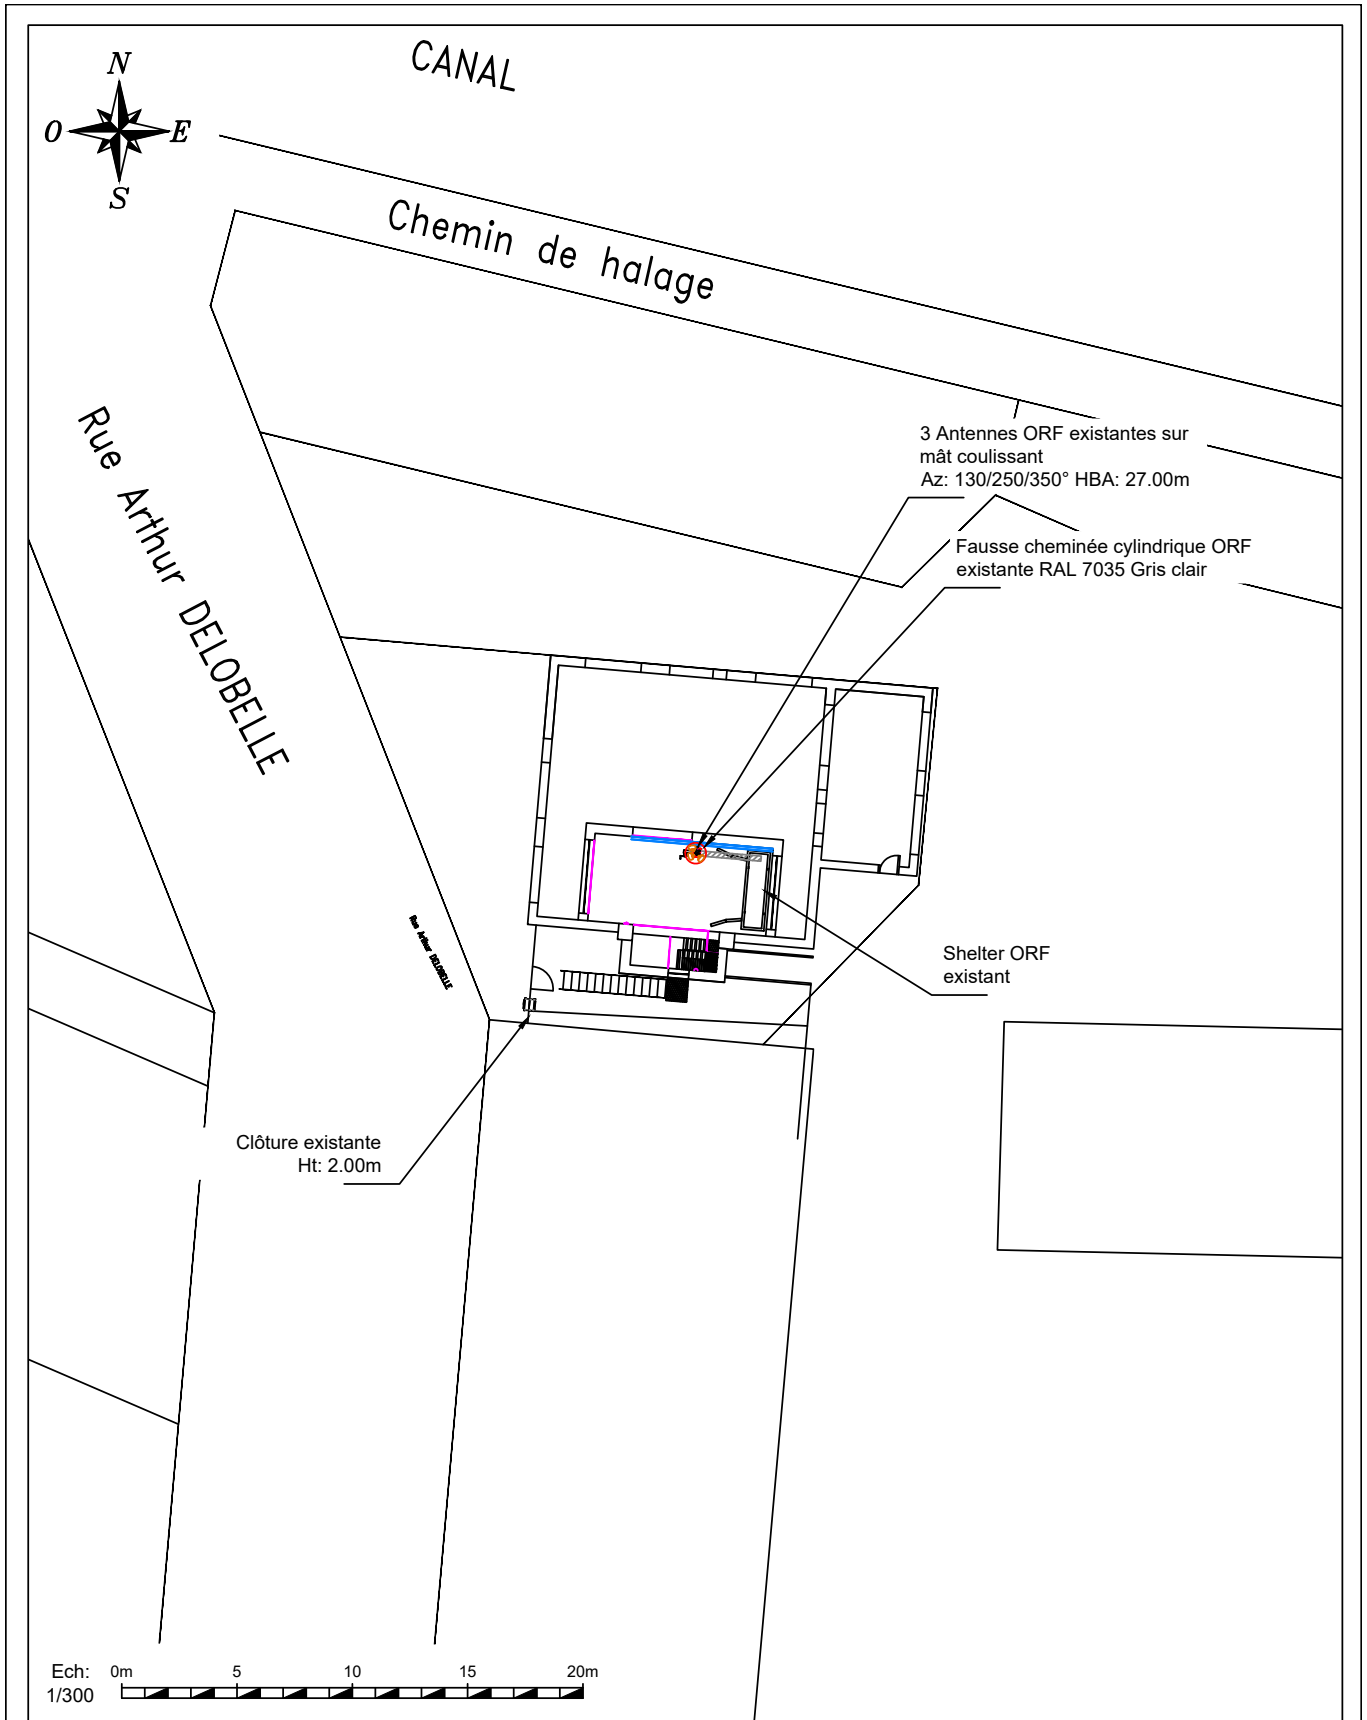 N
O
E
S
CANAL
Chemin de halage
Rue Arthur DELOBELLE
3 Antennes ORF existantes sur
mât coulissant
Az: 130/250/350° HBA: 27.00m
Fausse cheminée cylindrique ORF
existante RAL 7035 Gris clair
Rue Arthur DELOBELLE
Shelter ORF
existant
Clôture existante
Ht: 2.00m
Ech:
1/300
0m 5 10 15 20m